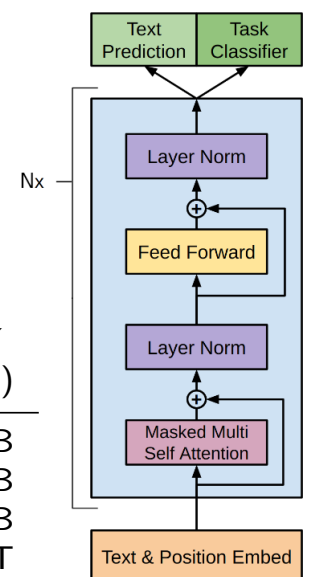 Text
Prediction
Task
Classifier
Layer Norm
Nx
Feed Forward
Layer Norm
)
B
B
B
T
Masked Multi
Self Attention
Text & Position Embed